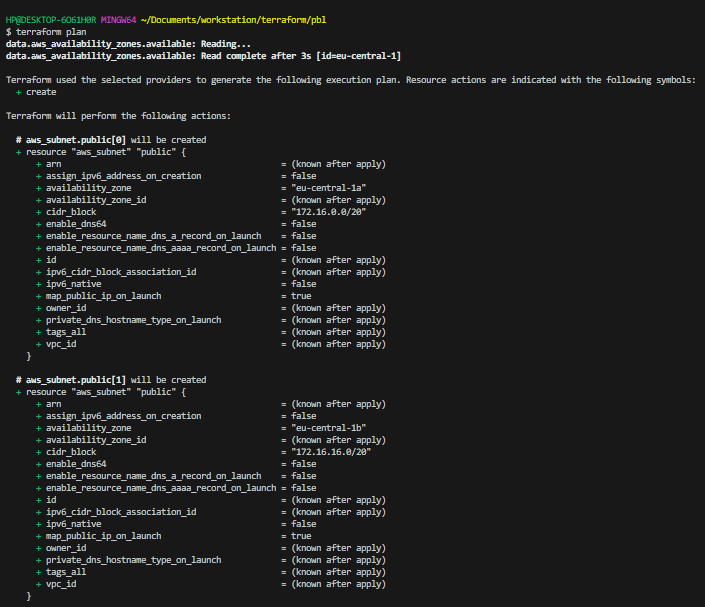 HP@DESKTOP-6O61H0R MINGW64 ~/Documents/workstation/terraform/pbl
$ terraform plan
data.aws_availability_zones.available: Reading...
data.aws_availability_zones.available: Read complete after 3s [id=eu-central-1]
Terraform used the selected providers to generate the following execution plan. Resource actions are indicated with the following symbols:
+ create
Terraform will perform the following actions:
# aws_subnet.public[0] will be created
+ resource "aws_subnet" "public" {
+ arn = (known after apply)
+ assign_ipv6_address_on_creation = false
+ availability_zone = "eu-central-1a"
+ availability_zone_id = (known after apply)
+ cidr_block = "172.16.0.0/20"
+ enable_dns64 = false
+ enable_resource_name_dns_a_record_on_launch = false
+ enable_resource_name_dns_aaaa_record_on_launch = false
+ id = (known after apply)
+ ipv6_cidr_block_association_id = (known after apply)
+ ipv6_native = false
+ map_public_ip_on_launch = true
+ owner_id = (known after apply)
+ private_dns_hostname_type_on_launch = (known after apply)
+ tags_all = (known after apply)
+ vpc_id = (known after apply)
}
# aws_subnet.public[1] will be created
+ resource "aws_subnet" "public" {
+ arn = (known after apply)
+ assign_ipv6_address_on_creation = false
+ availability_zone = "eu-central-1b"
+ availability_zone_id = (known after apply)
+ cidr_block = "172.16.16.0/20"
+ enable_dns64 = false
+ enable_resource_name_dns_a_record_on_launch = false
+ enable_resource_name_dns_aaaa_record_on_launch = false
+ id = (known after apply)
+ ipv6_cidr_block_association_id = (known after apply)
+ ipv6_native = false
+ map_public_ip_on_launch = true
+ owner_id = (known after apply)
+ private_dns_hostname_type_on_launch = (known after apply)
+ tags_all = (known after apply)
+ vpc_id = (known after apply)
}